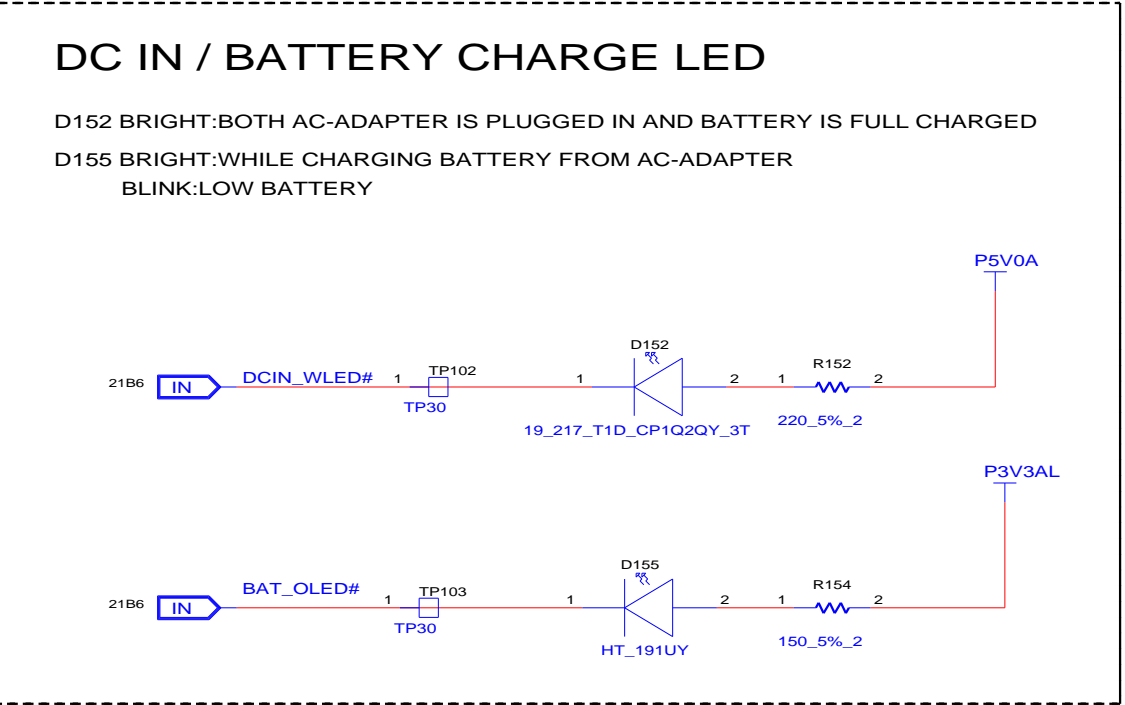 DC IN / BATTERY CHARGE LED
D152 BRIGHT:BOTH AC-ADAPTER IS PLUGGED IN AND BATTERY IS FULL CHARGED
D155 BRIGHT:WHILE CHARGING BATTERY FROM AC-ADAPTER
BLINK:LOW BATTERY
P5V0A
D152
R152
21B6 IN DCIN_WLED# 1 TP102 1 2 1 2
TP30
19_217_T1D_CP1Q2QY_3T
220_5%_2
P3V3AL
D155
R154
21B6 IN BAT_OLED# 1 TP103 1 2 1 2
TP30
HT_191UY
150_5%_2